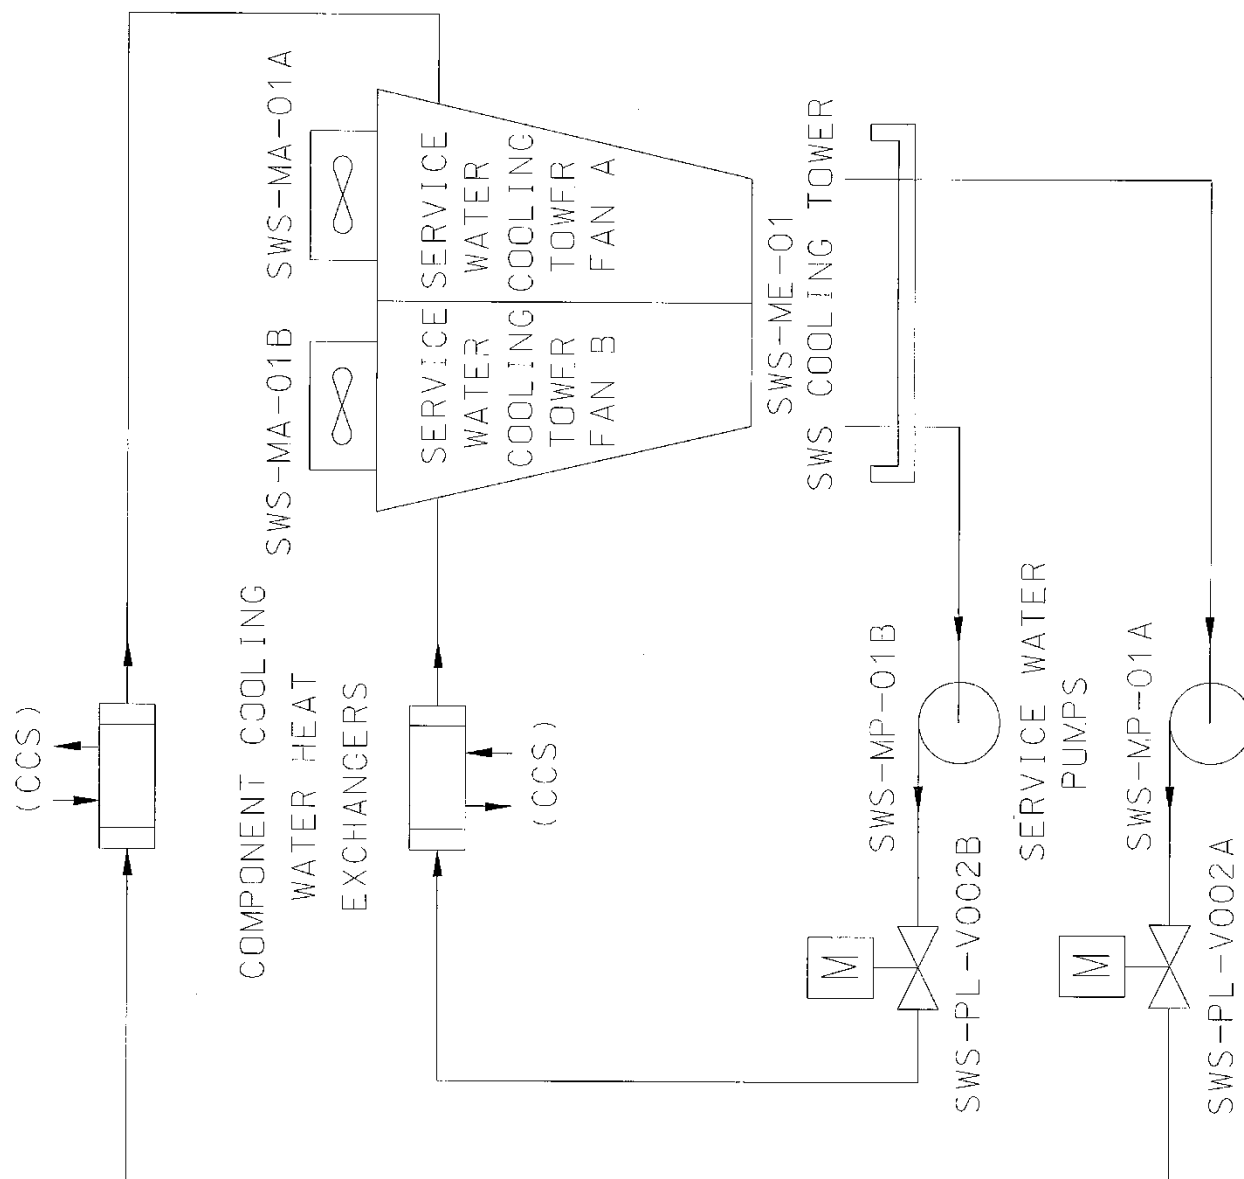 (CCS)
COMPONENT COOLING
WATER HEAT
EXCHANGERS
SWS-MA-01B
SWS-MA-01A
SERVICE
WATER
COOLING
TOWER
FAN B
SERVICE
WATER
COOLING
TOWER
FAN A
(CCS)
SWS-ME-01
SWS COOLING TOWER
M
SWS-MP-01B
SWS-PL-V002B
SERVICE WATER
PUMPS
M
SWS-MP-01A
SWS-PL-V002A